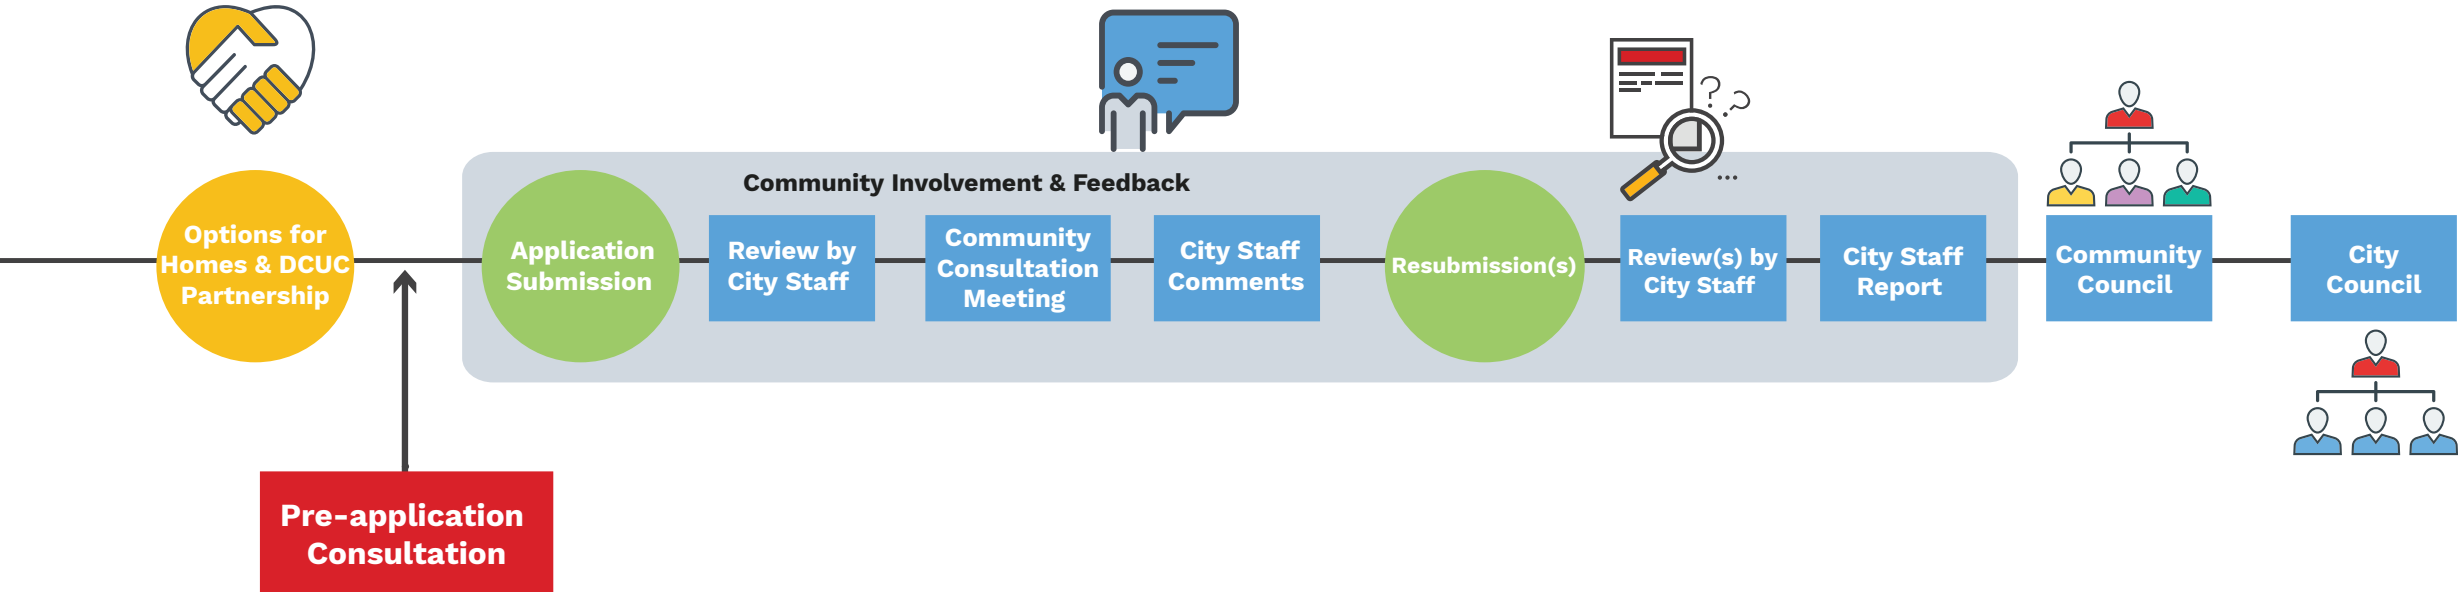 Community Involvement & Feedback
Options for
Homes & DCUC
Partnership
Application
Submission
Review by
City Staff
Community
Consultation
Meeting
City Staff
Comments
Resubmission(s)
Review(s) by
City Staff
City Staff
Report
Community
Council
City
Council
Pre-application
Consultation